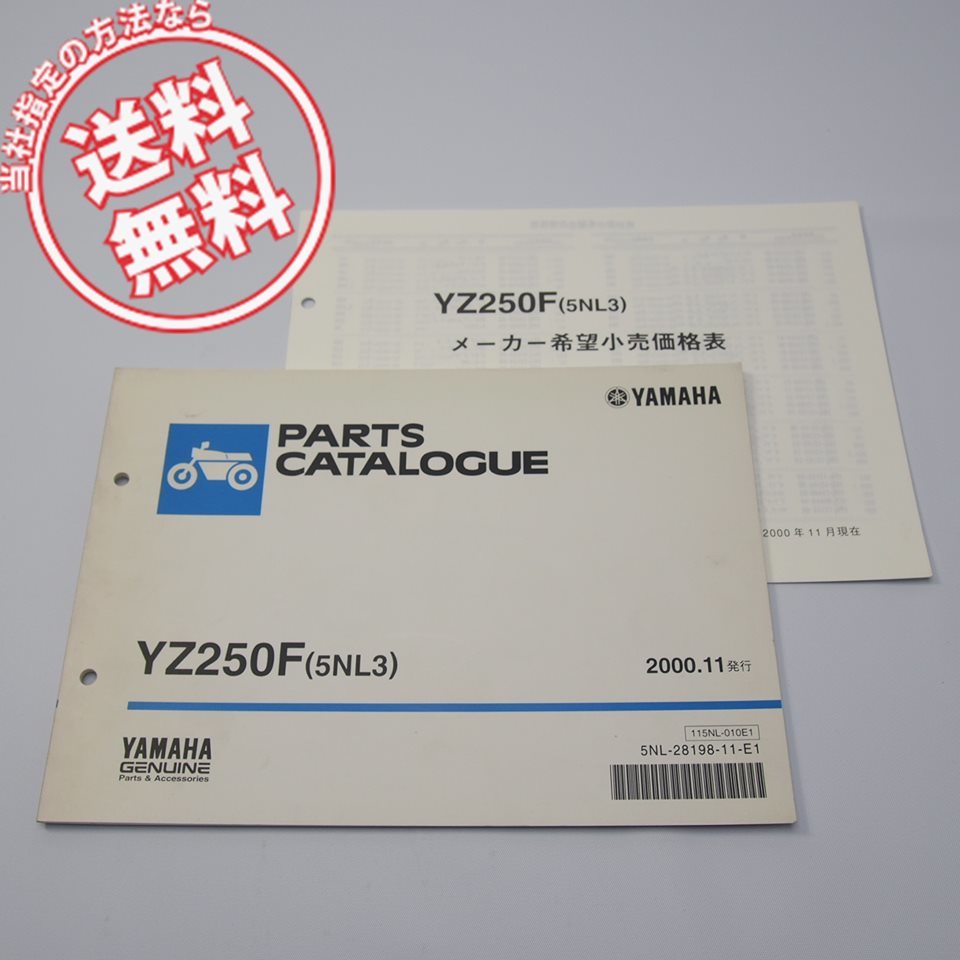 当社指定の方法なら
送料
無料
YZ250F(5NL3)
メーカー希望小売価格表
2000年11月現在
YAMAHA
PARTS
CATALOGUE
YZ250F(5NL3)
2000.11発行
115NL-010E1
5NL-28198-11-E1
YAMAHA
GENUINE
Parts & Accessories